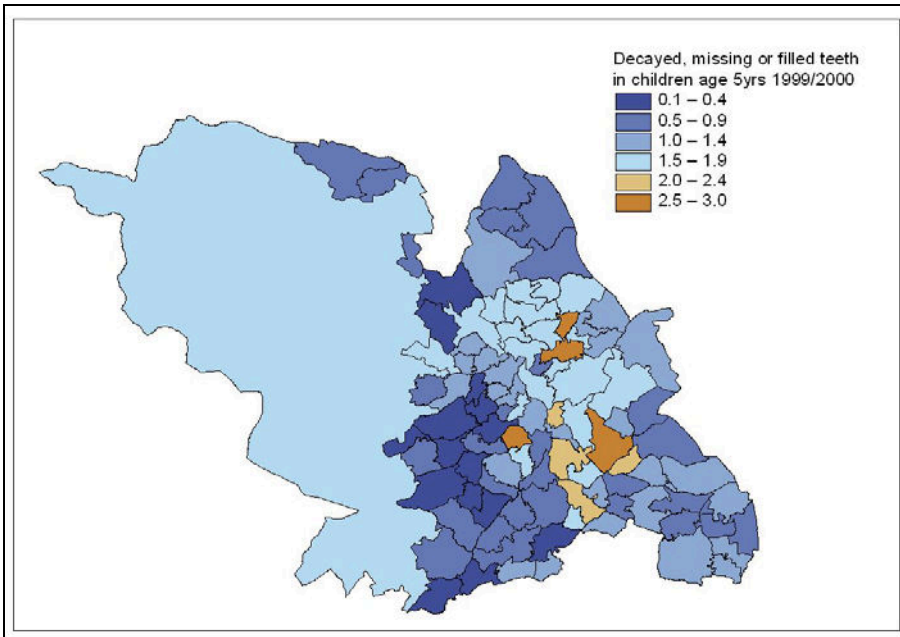 Decayed, missing or filled teeth
in children age 5yrs 1999/2000
0.1 – 0.4
0.5 – 0.9
1.0 – 1.4
1.5 – 1.9
2.0 – 2.4
2.5 – 3.0